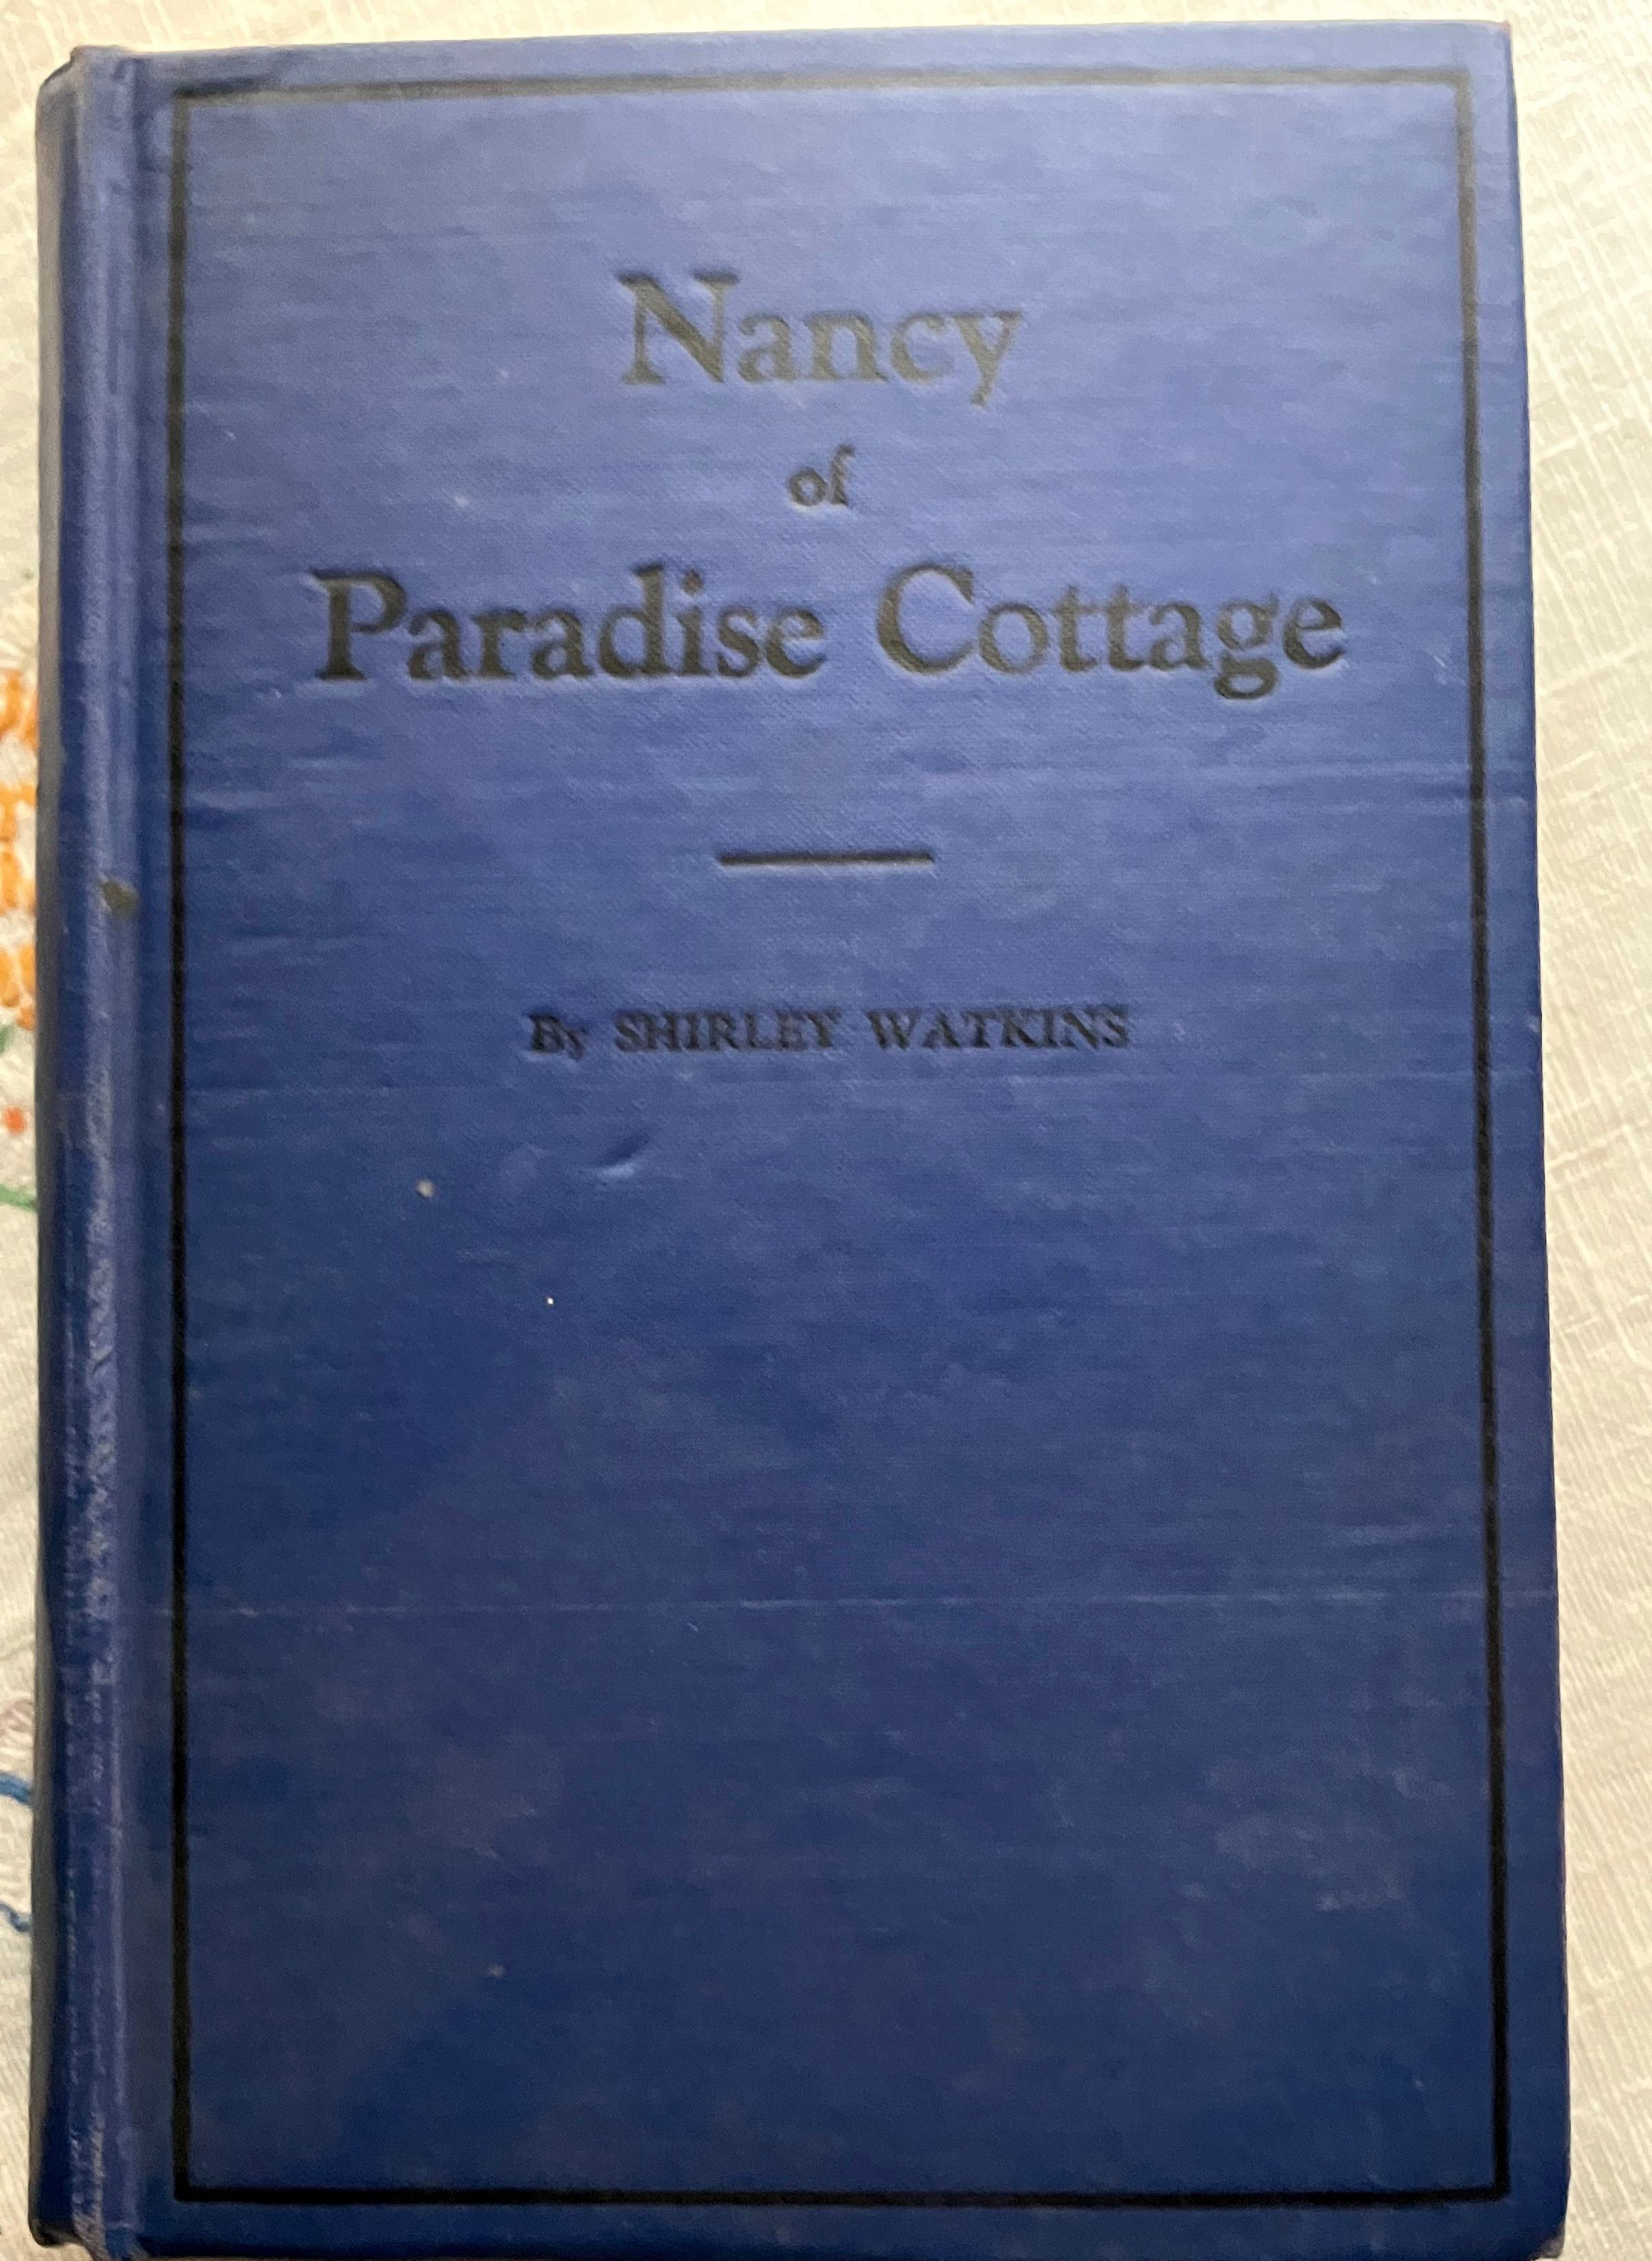 Nancy
of
Paradise Cottage
By SHIRLEY WATKINS